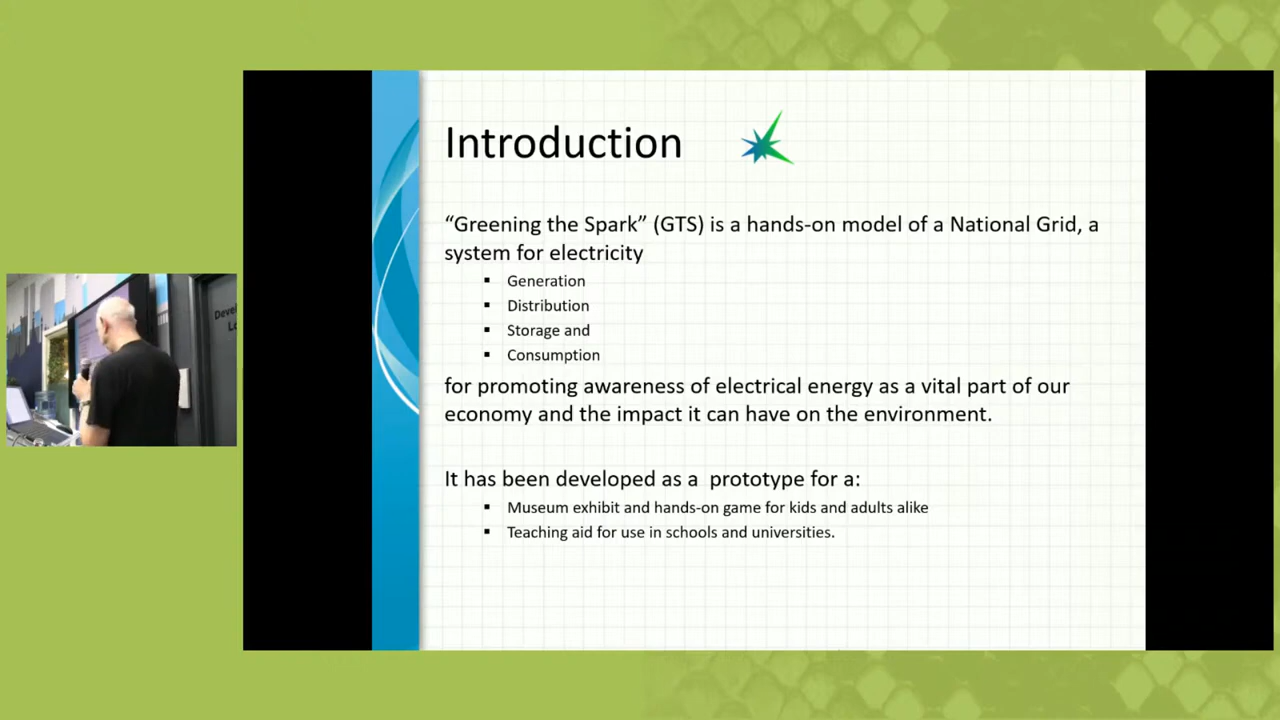 Introduction
“Greening the Spark” (GTS) is a hands-on model of a National Grid, a
system for electricity
▪ Generation
▪ Distribution
▪ Storage and
▪ Consumption
for promoting awareness of electrical energy as a vital part of our
economy and the impact it can have on the environment.
It has been developed as a  prototype for a:
▪ Museum exhibit and hands-on game for kids and adults alike
▪ Teaching aid for use in schools and universities.